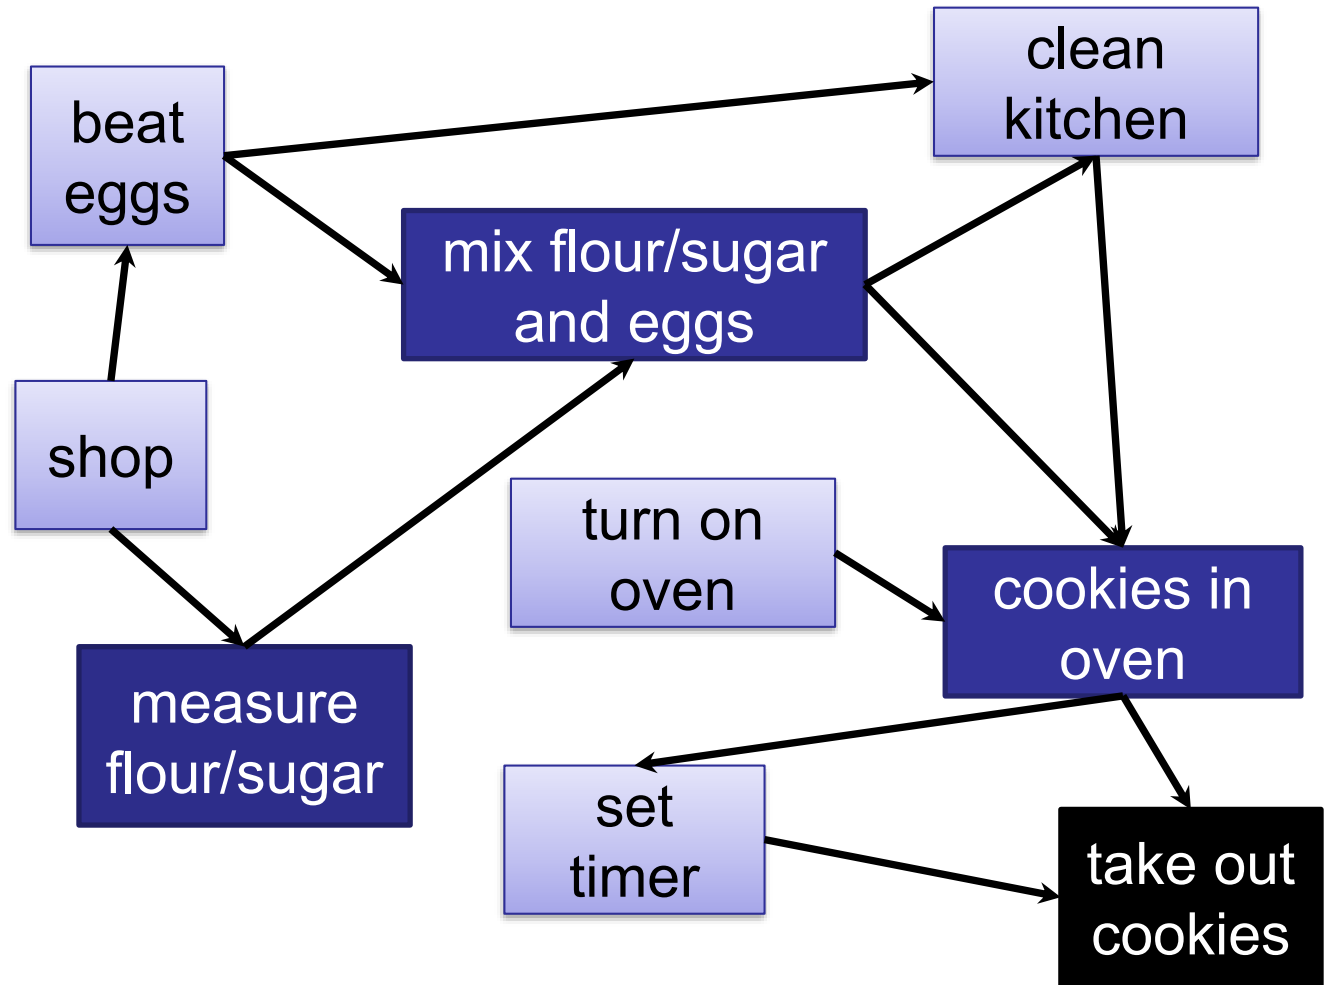 clean
kitchen
beat
eggs
mix flour/sugar
and eggs
shop
turn on
oven
cookies in
oven
measure
flour/sugar
set
timer
take out
cookies